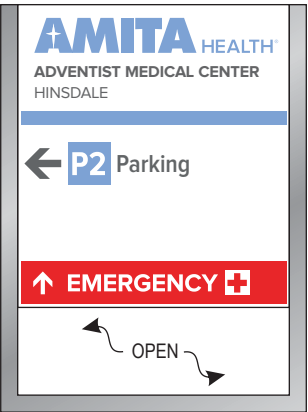 AMITA HEALTH
ADVENTIST MEDICAL CENTER
HINSDALE
P2 Parking
EMERGENCY
OPEN